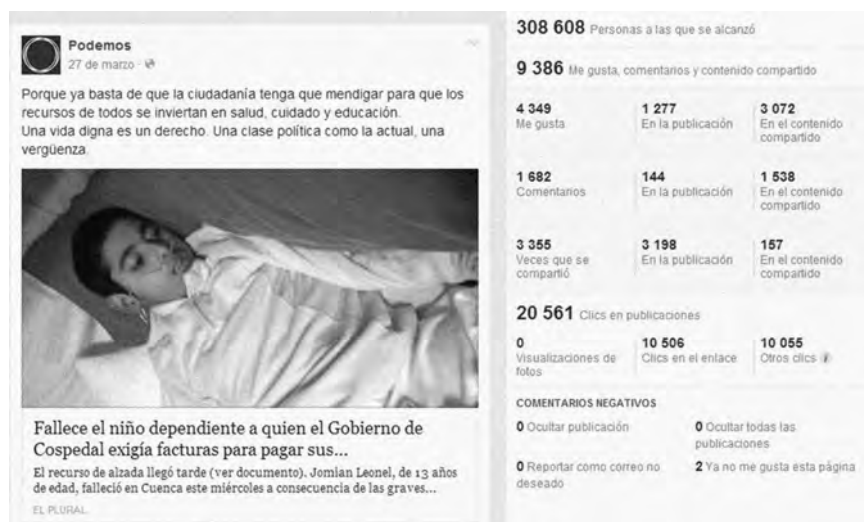 Podemos
27 de marzo
Porque ya basta de que la ciudadanía tenga que mendigar para que los
recursos de todos se inviertan en salud, cuidado y educación.
Una vida digna es un derecho. Una clase política como la actual, una
vergüenza.
Fallece el niño dependiente a quien el Gobierno de
Cospedal exigía facturas para pagar sus...
El recurso de alzada llegó tarde (ver documento). Jomian Leonel, de 13 años
de edad, falleció en Cuenca este miércoles a consecuencia de las graves...
EL PLURAL
308 608 Personas a las que se alcanzó
9 386 Me gusta, comentarios y contenido compartido
4 349 1 277 3 072
Me gusta En la publicación En el contenido
compartido
1 682 144 1 538
Comentarios En la publicación En el contenido
compartido
3 355 3 198 157
Veces que se En la publicación En el contenido
compartió compartido
20 561 Clics en publicaciones
0 10 506 10 055
Visualizaciones de Clics en el enlace Otros clics i
fotos
COMENTARIOS NEGATIVOS
0 Ocultar publicación 0 Ocultar todas las
publicaciones
0 Reportar como correo no 2 Ya no me gusta esta página
deseado